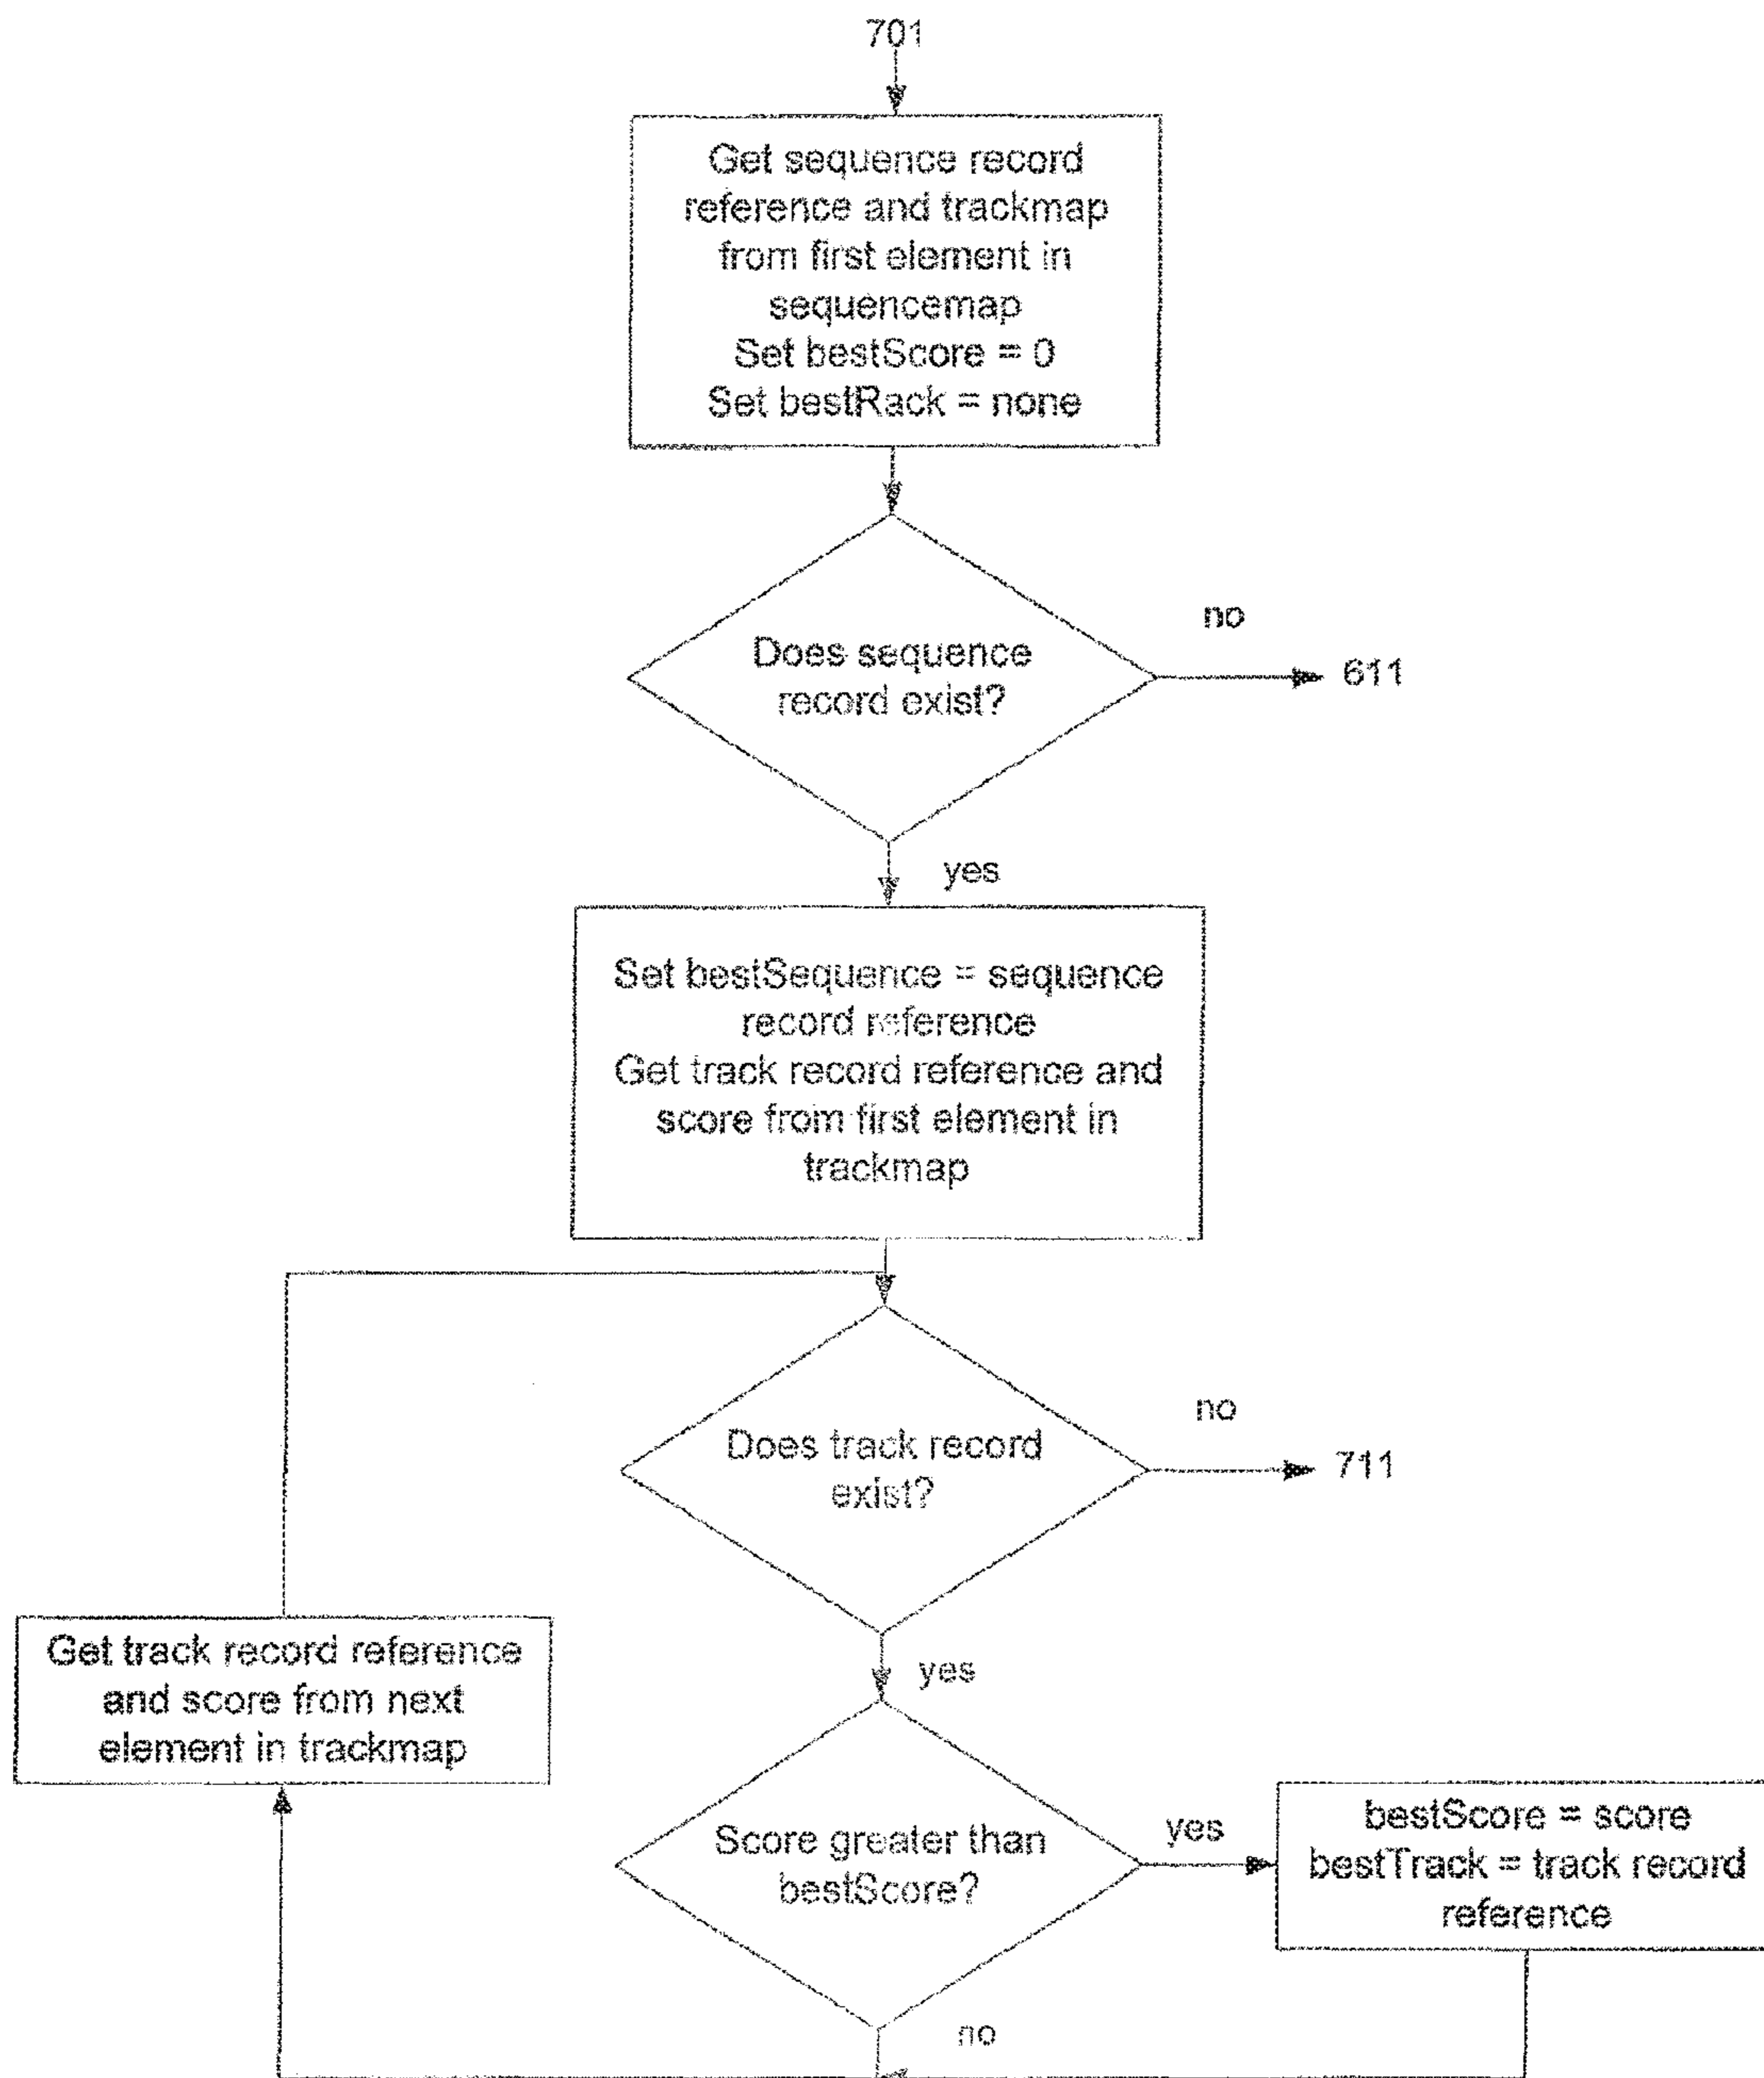 701
Get sequence record
reference and trackmap
from first element in
sequencemap
Set bestScore = 0
Set bestRack = none
Does sequence
record exist?
no
611
yes
Set bestSequence = sequence
record reference
Get track record reference and
score from first element in
trackmap
Does track record
exist?
no
711
Get track record reference
and score from next
element in trackmap
yes
Score greater than
bestScore?
yes
bestScore = score
bestTrack = track record
reference
no